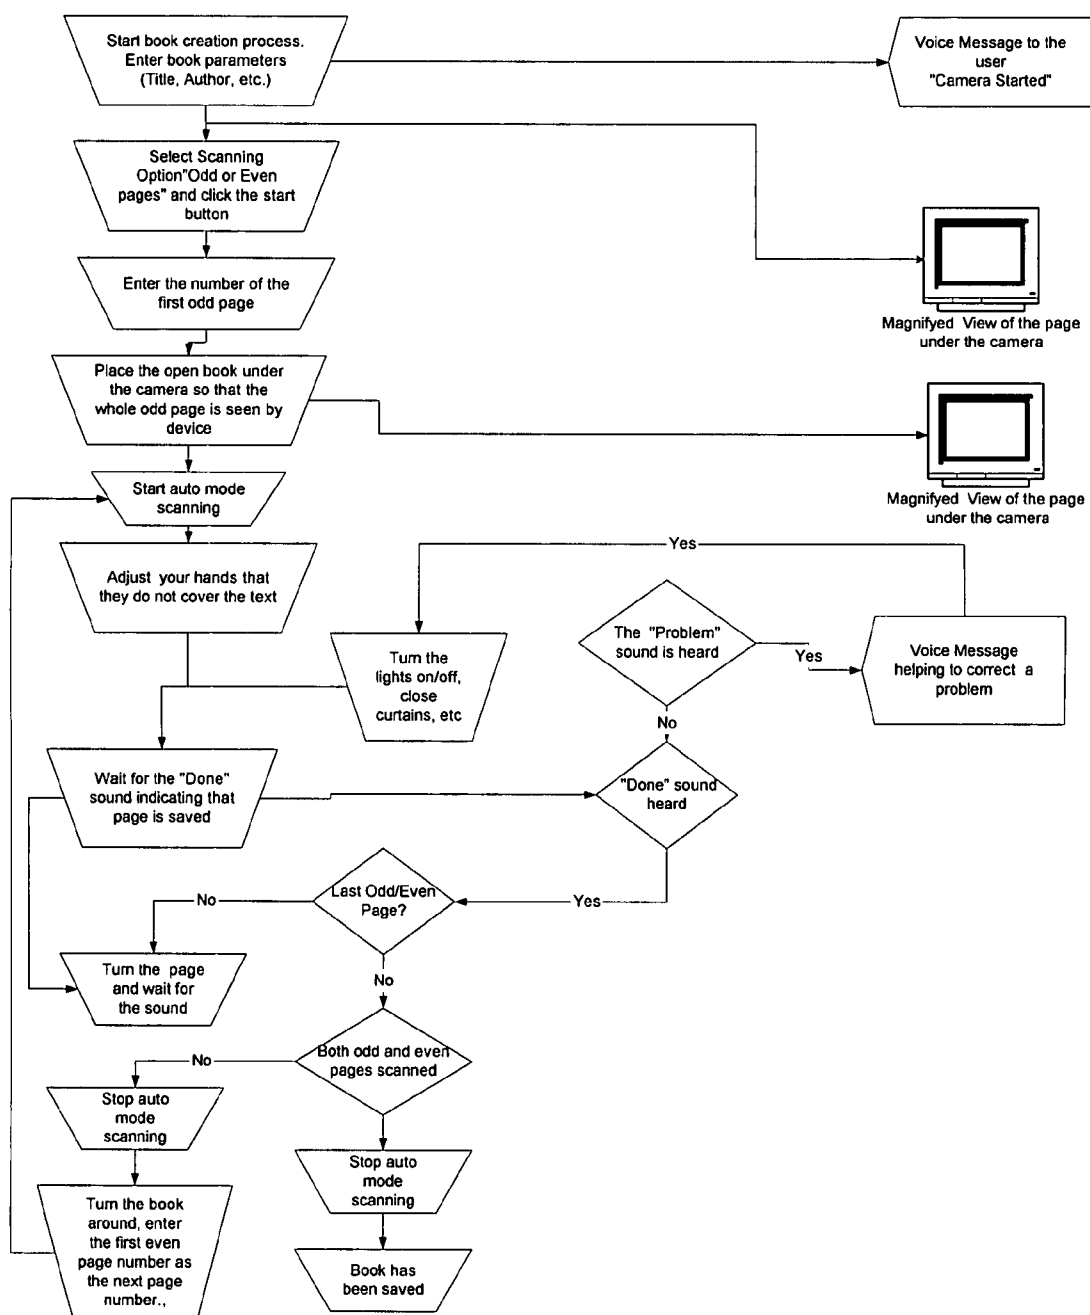 Start book creation process.
Enter book parameters
(Title, Author, etc.)
Voice Message to the
user
"Camera Started"
Select Scanning
Option"Odd or Even
pages" and click the start
button
Enter the number of the
first odd page
Magnifyed View of the page
under the camera
Place the open book under
the camera so that the
whole odd page is seen by
device
Magnifyed View of the page
under the camera
Start auto mode
scanning
Yes
Adjust your hands that
they do not cover the text
The "Problem"
sound is heard
Yes
Voice Message
helping to correct a
problem
Turn the
lights on/off,
close
curtains, etc
No
Wait for the "Done"
sound indicating that
page is saved
"Done" sound
heard
Last Odd/Even
Page?
No
Yes
Turn the page
and wait for
the sound
No
Both odd and even
pages scanned
No
Stop auto
mode
scanning
Stop auto
mode
scanning
Turn the book
around, enter
the first even
page number as
the next page
number.,
Book has
been saved